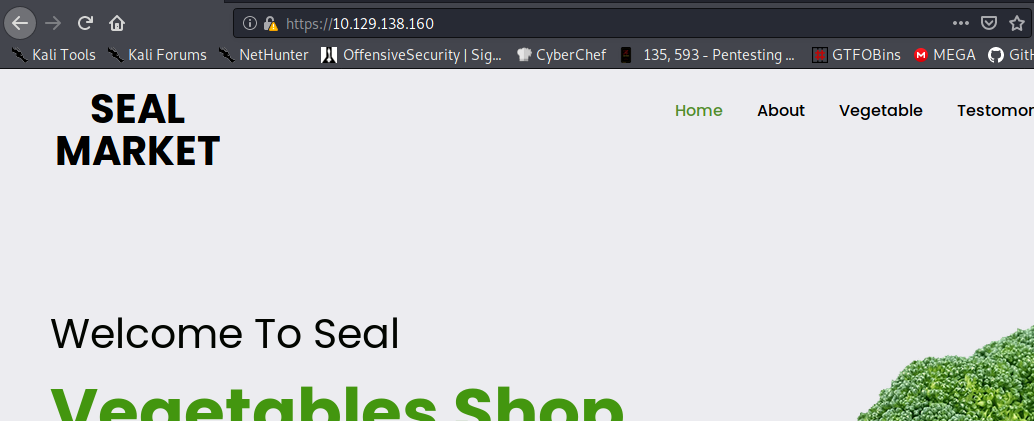 https://10.129.138.160
Kali Tools Kali Forums NetHunter OffensiveSecurity | Sig... CyberChef 135, 593 - Pentesting ... GTFOBins MEGA GitH
SEAL
MARKET
Home About Vegetable Testomor
Welcome To Seal
Vegetables Shop